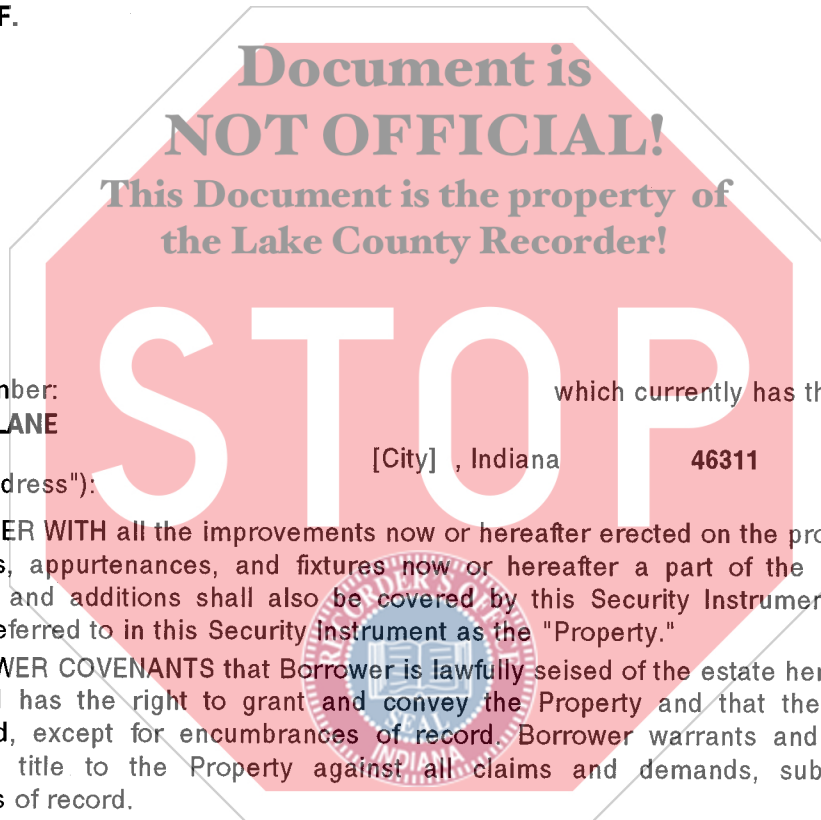 F.
Document is
NOT OFFICIAL!
This Document is the property of
the Lake County Recorder!
STOP
nber: which currently has th
LANE
[City] , Indiana 46311
dress"):
ER WITH all the improvements now or hereafter erected on the pro
s, appurtenances, and fixtures now or hereafter a part of the
and additions shall also be covered by this Security Instrumen
eferred to in this Security Instrument as the "Property."
WER COVENANTS that Borrower is lawfully seised of the estate her
l has the right to grant and convey the Property and that the
d, except for encumbrances of record. Borrower warrants and
title to the Property against all claims and demands, sub
s of record.
RECORDER'S OFFICE
SEAL
INDIANA